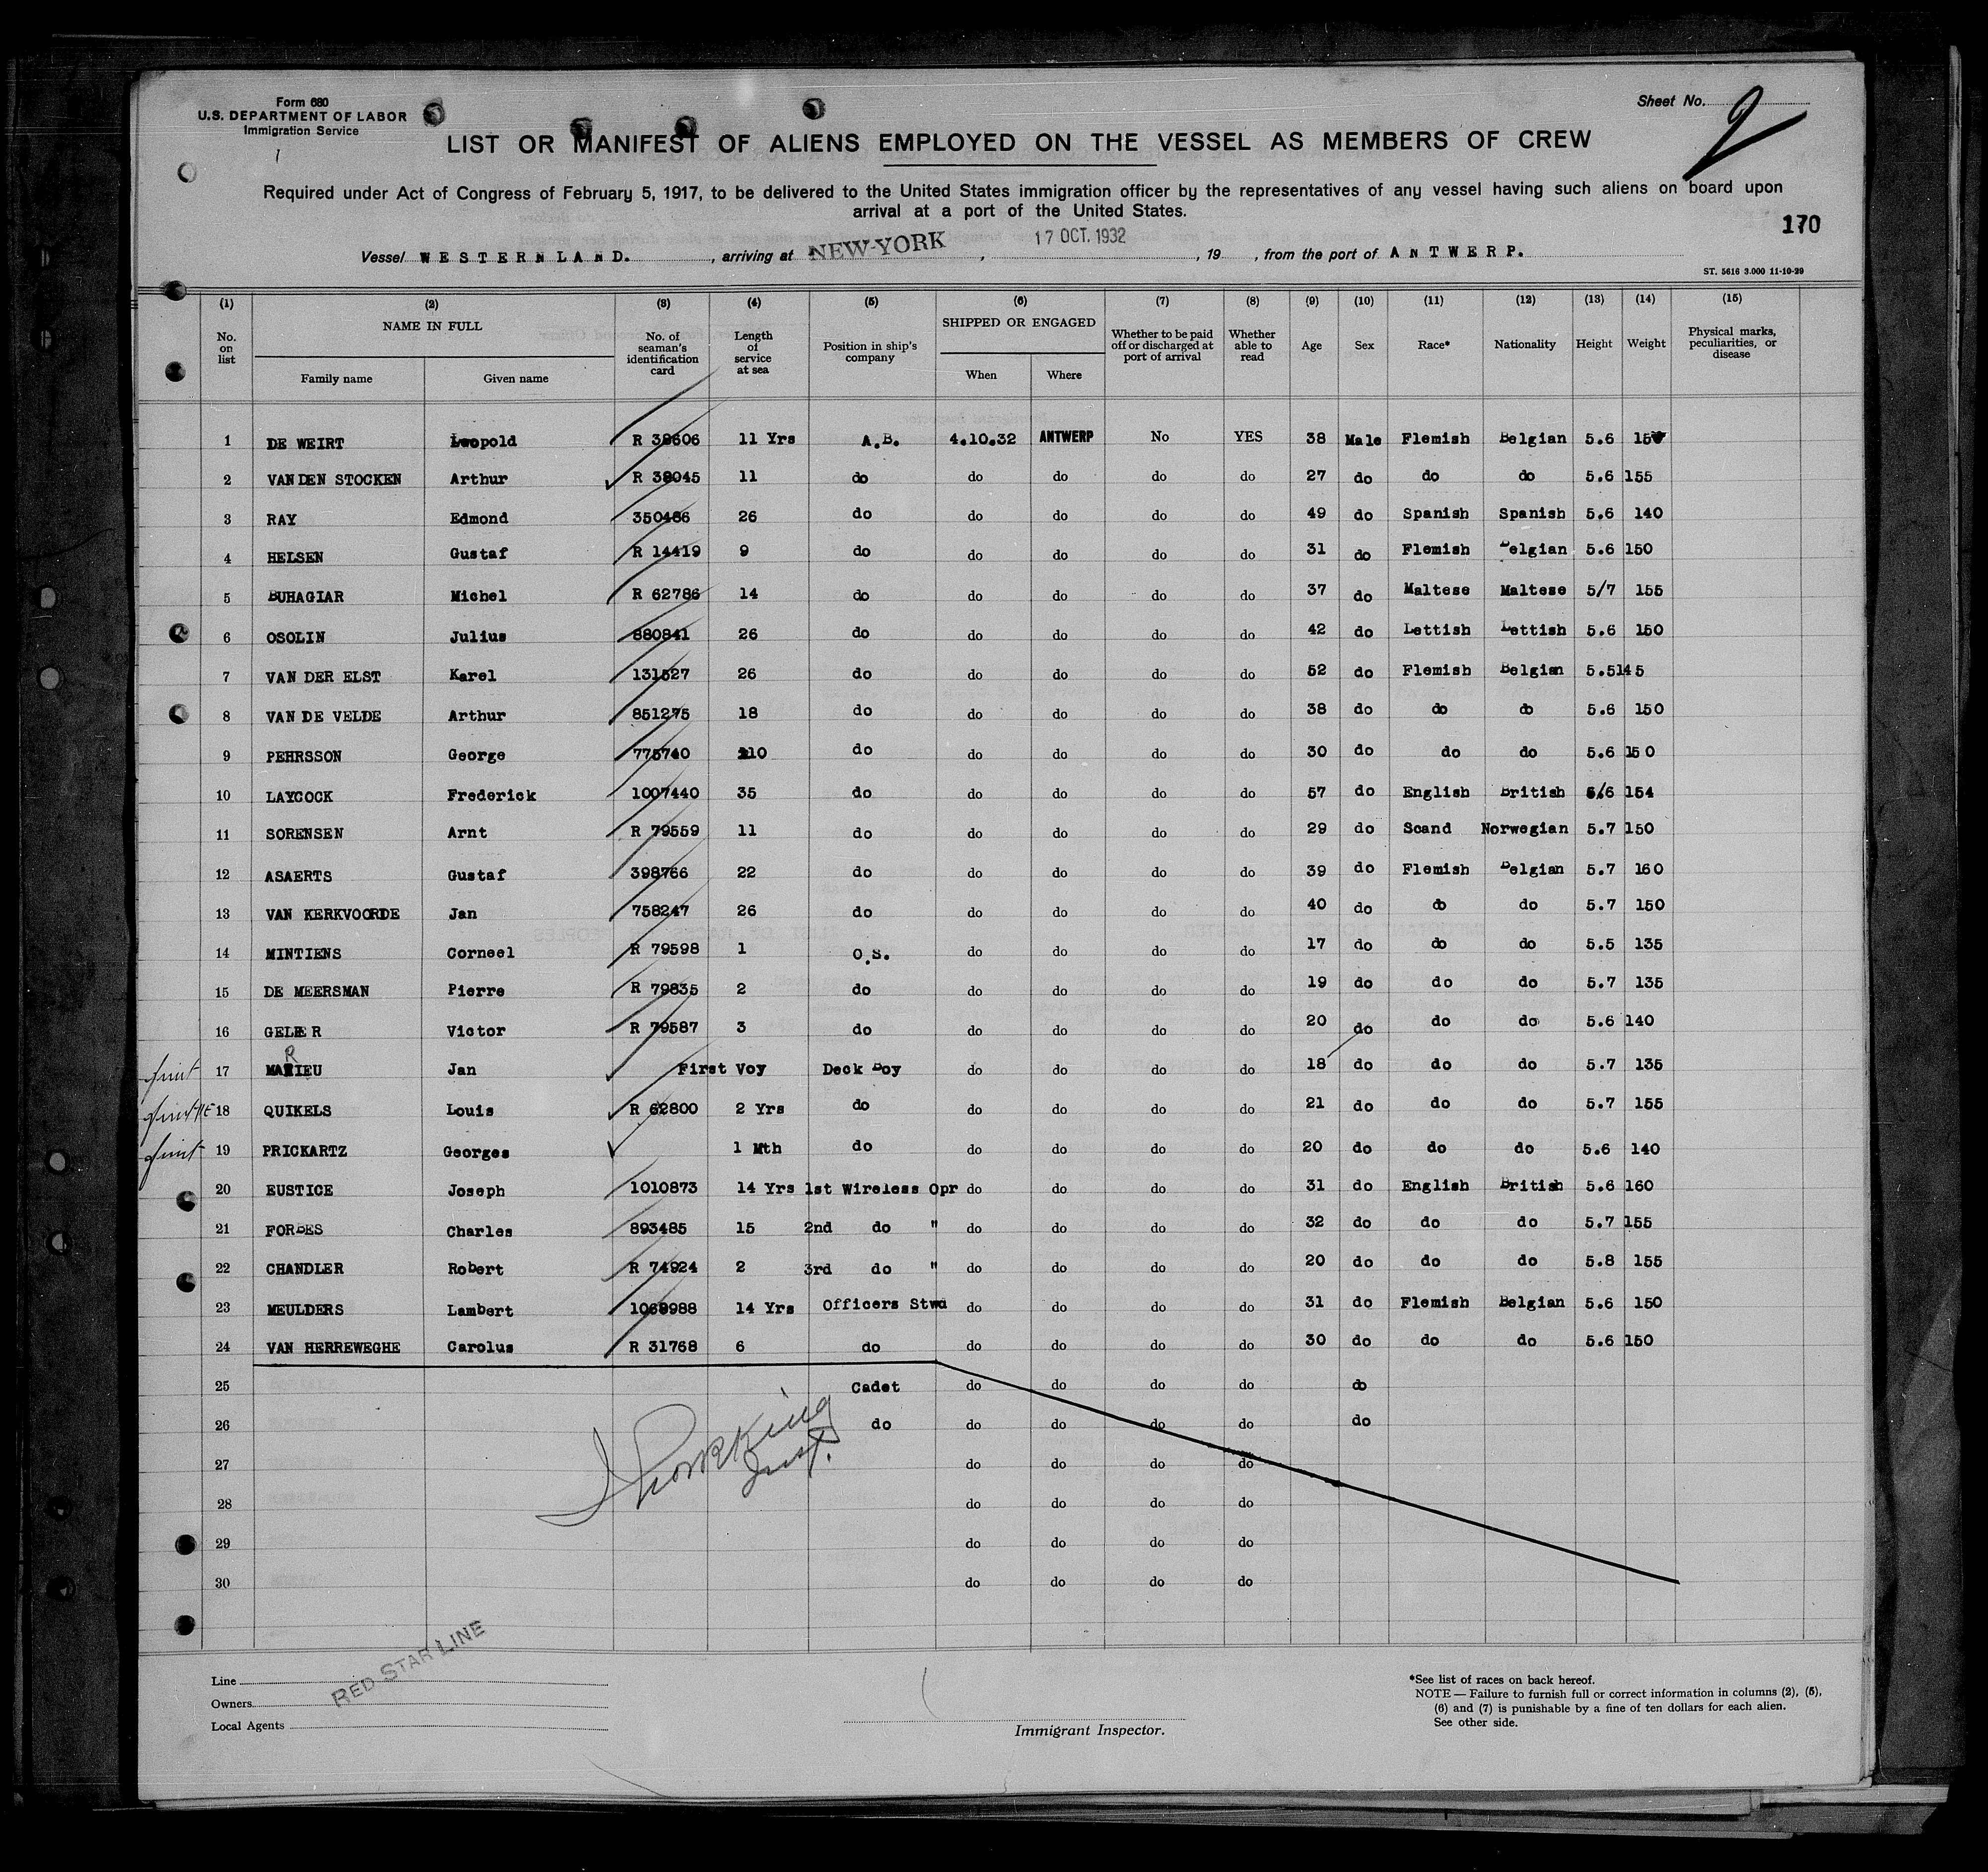 Form 680
U.S. DEPARTMENT OF LABOR
Immigration Service
Sheet No. 2
LIST OR MANIFEST OF ALIENS EMPLOYED ON THE VESSEL AS MEMBERS OF CREW
Required under Act of Congress of February 5, 1917, to be delivered to the United States immigration officer by the representatives of any vessel having such aliens on board upon
arrival at a port of the United States.
170
Vessel WESTERNLAND. , arriving at NEW-YORK , 17 OCT. 1932 , 19 , from the port of ANTWERP.
ST. 5616 3.000 11-10-29
(1) (2) (3) (4) (5) (6) (7) (8) (9) (10) (11) (12) (13) (14) (15)
No. on list NAME IN FULL Family name Given name No. of seaman's identification card Length of service at sea Position in ship's company SHIPPED OR ENGAGED When Where Whether to be paid off or discharged at port of arrival Whether able to read Age Sex Race* Nationality Height Weight Physical marks, peculiarities, or disease
1 DE WEIRT Leopold R 38606 11 Yrs A.B. 4.10.32 ANTWERP No YES 38 Male Flemish Belgian 5.6
2 VAN DEN STOCKEN Arthur R 38045 11 do do do do do 27 do do do 5.6 155
3 RAY Edmond 350486 26 do do do do do 49 do Spanish Spanish 5.6 140
4 HELSEN Gustaf R 14419 9 do do do do do 31 do Flemish Belgian 5.6 150
5 BUHAGIAR Michel R 62786 14 do do do do do 37 do Maltese Maltese 5/7 155
6 OSOLIN Julius 880841 26 do do do do do 42 do Lettish Lettish 5.6 150
7 VAN DER ELST Karel 131527 26 do do do do do 52 do Flemish Belgian 5.5 145
8 VAN DE VELDE Arthur 851275 18 do do do do do 38 do do do 5.6 150
9 PEHRSSON George 775740 10 do do do do do 30 do do do 5.6 150
10 LAYCOCK Frederick 1007440 35 do do do do do 57 do English British 5/6 154
11 SORENSEN Arnt R 79559 11 do do do do do 29 do Scand Norwegian 5.7 150
12 ASAERTS Gustaf 398766 22 do do do do do 39 do Flemish Belgian 5.7 160
13 VAN KERKVOORDE Jan 758247 26 do do do do do 40 do do do 5.7 150
14 MINTIENS Corneel R 79598 1 O.S. do do do do 17 do do do 5.5 135
15 DE MEERSMAN Pierre R 79835 2 do do do do do 19 do do do 5.7 135
16 Victor R 79587 3 do do do do do 20 do do do 5.6 140
17 MARIEU Jan First Voy Deck Boy do do do do 18 do do do 5.7 135
18 QUIKELS Louis R 62800 2 Yrs do do do do do 21 do do do 5.7 155
19 PRICKARTZ Georges 1 Mth do do do do do 20 do do do 5.6 140
20 EUSTICE Joseph 1010873 14 Yrs 1st Wireless Opr do do do do 31 do English British 5.6 160
21 FORBES Charles 893485 15 2nd do " do do do do 32 do do do 5.7 155
22 CHANDLER Robert R 74924 2 3rd do " do do do do 20 do do do 5.8 155
23 MEULDERS Lambert 1068988 14 Yrs Officers Stwd do do do do 31 do Flemish Belgian 5.6 150
24 VAN HERREWEGHE Carolus R 31768 6 do do do do do 30 do do do 5.6 150
25 Cadet do do do do do
26 do do do do do do
27 do do do do
28 do do do do
29 do do do do
30 do do do do
Line
RED STAR LINE
Owners
Local Agents
Immigrant Inspector.
*See list of races on back hereof.
NOTE — Failure to furnish full or correct information in columns (2), (5),
(6) and (7) is punishable by a fine of ten dollars for each alien.
See other side.